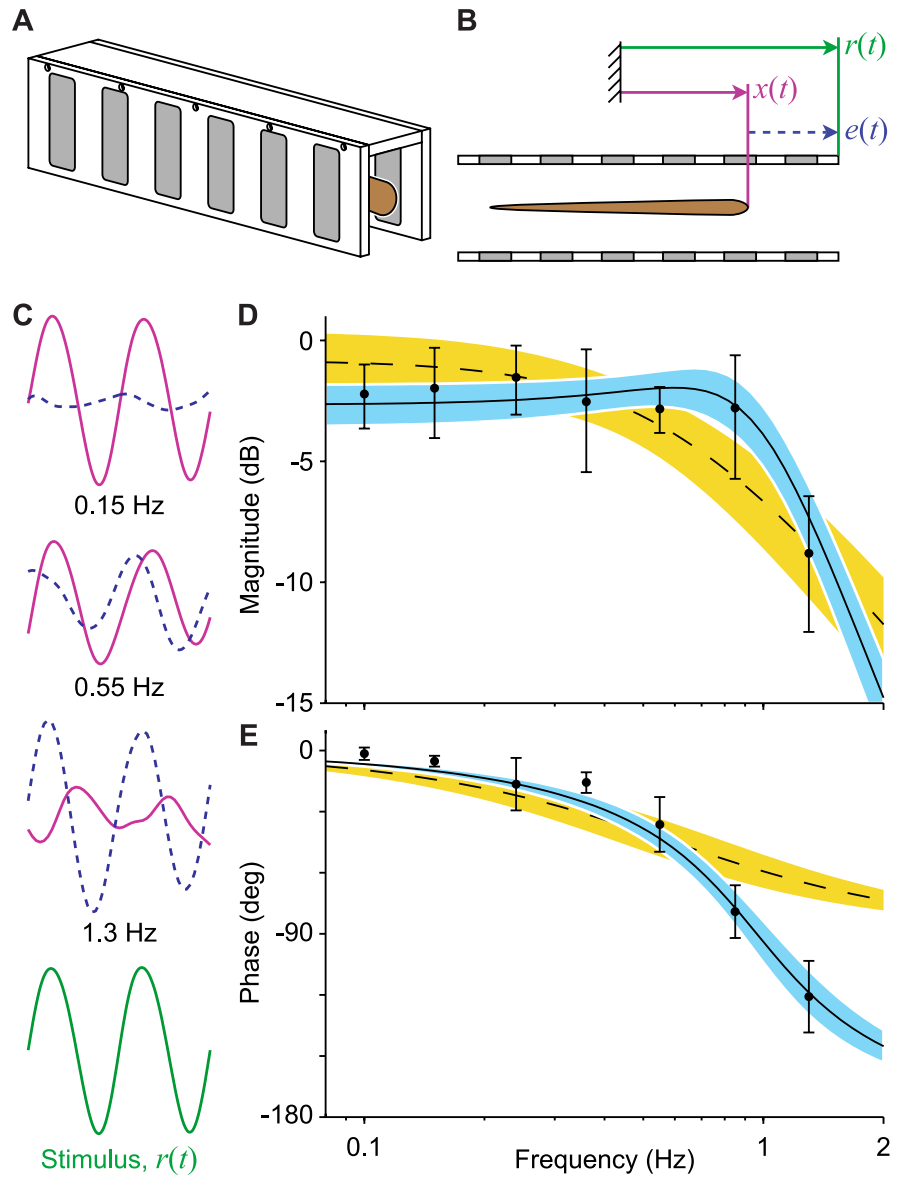 A
B
r(t)
x(t)
e(t)
C
0.15 Hz
0.55 Hz
1.3 Hz
Stimulus, r(t)
D
0
-5
-10
-15
Magnitude (dB)
E
0
-90
-180
Phase (deg)
0.1
1
2
Frequency (Hz)